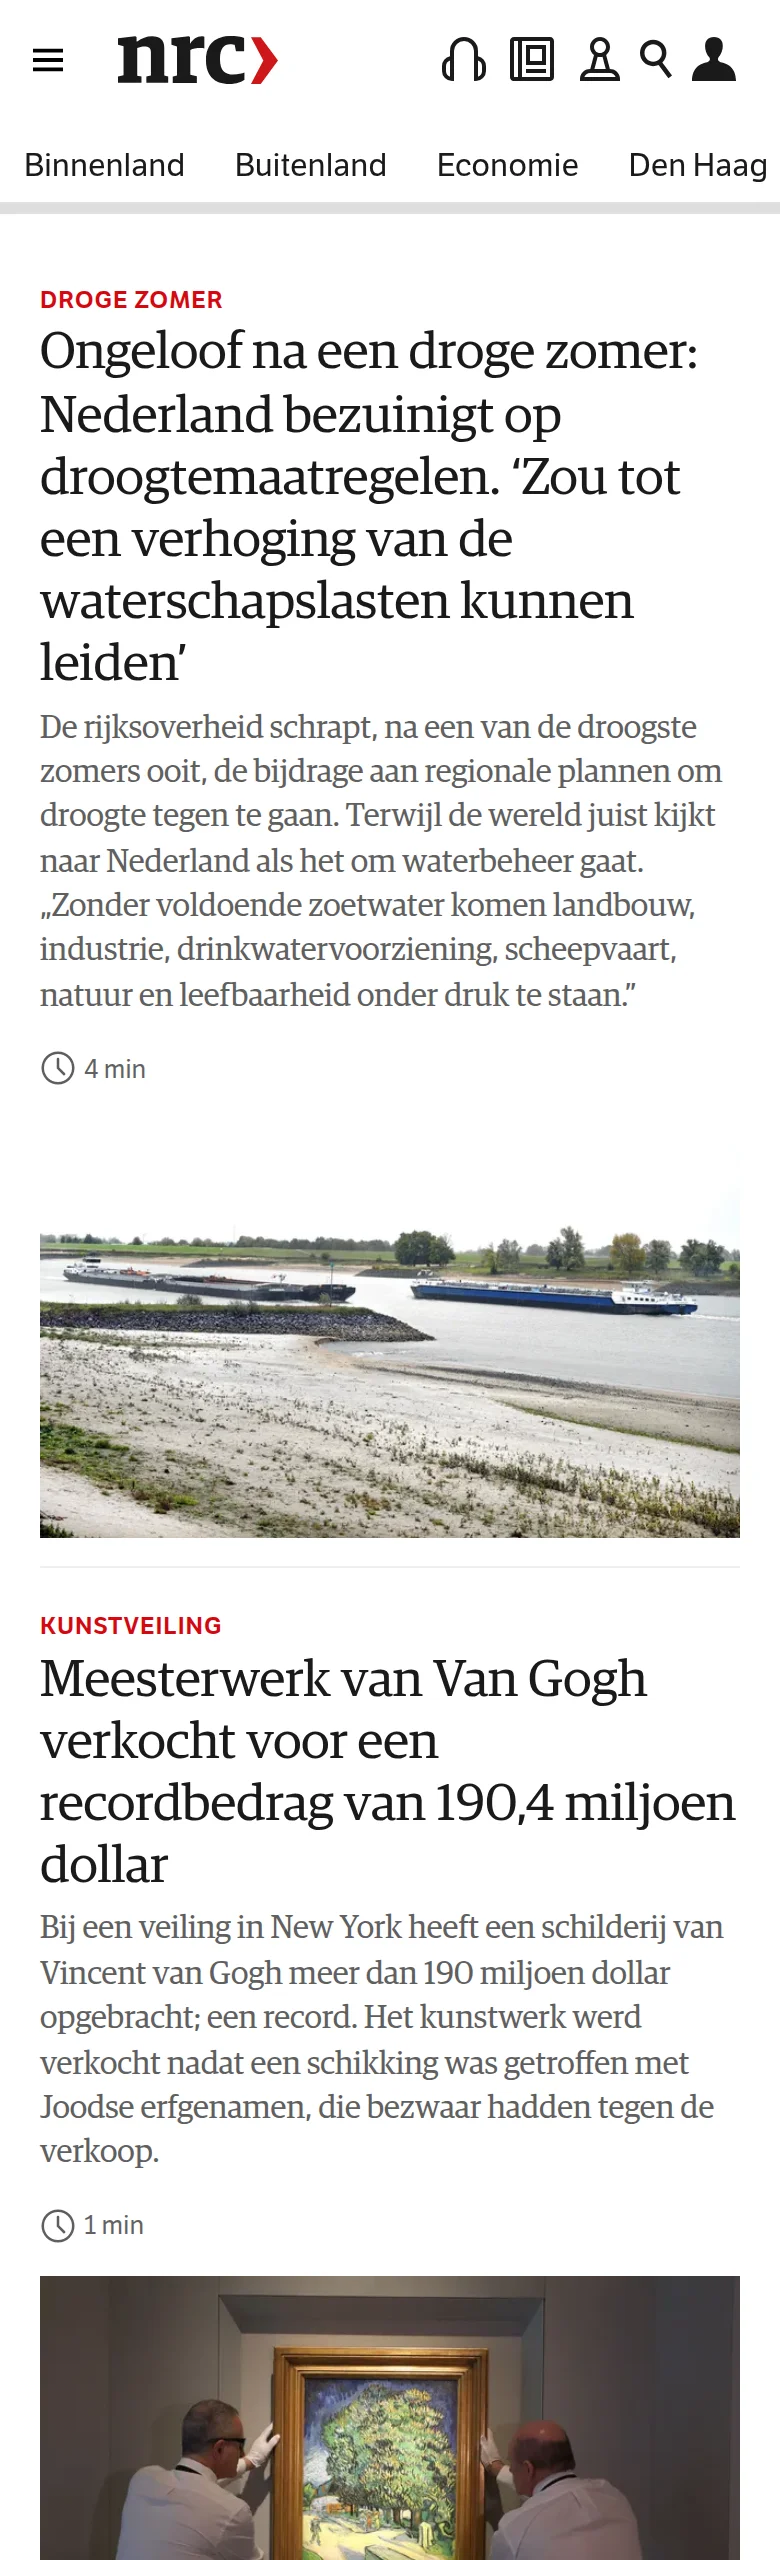 nrc
Binnenland Buitenland Economie Den Haag
DROGE ZOMER
Ongeloof na een droge zomer:
Nederland bezuinigt op
droogtemaatregelen. ‘Zou tot
een verhoging van de
waterschapslasten kunnen
leiden’
De rijksoverheid schrapt, na een van de droogste
zomers ooit, de bijdrage aan regionale plannen om
droogte tegen te gaan. Terwijl de wereld juist kijkt
naar Nederland als het om waterbeheer gaat.
„Zonder voldoende zoetwater komen landbouw,
industrie, drinkwatervoorziening, scheepvaart,
natuur en leefbaarheid onder druk te staan.”
4 min
KUNSTVEILING
Meesterwerk van Van Gogh
verkocht voor een
recordbedrag van 190,4 miljoen
dollar
Bij een veiling in New York heeft een schilderij van
Vincent van Gogh meer dan 190 miljoen dollar
opgebracht; een record. Het kunstwerk werd
verkocht nadat een schikking was getroffen met
Joodse erfgenamen, die bezwaar hadden tegen de
verkoop.
1 min